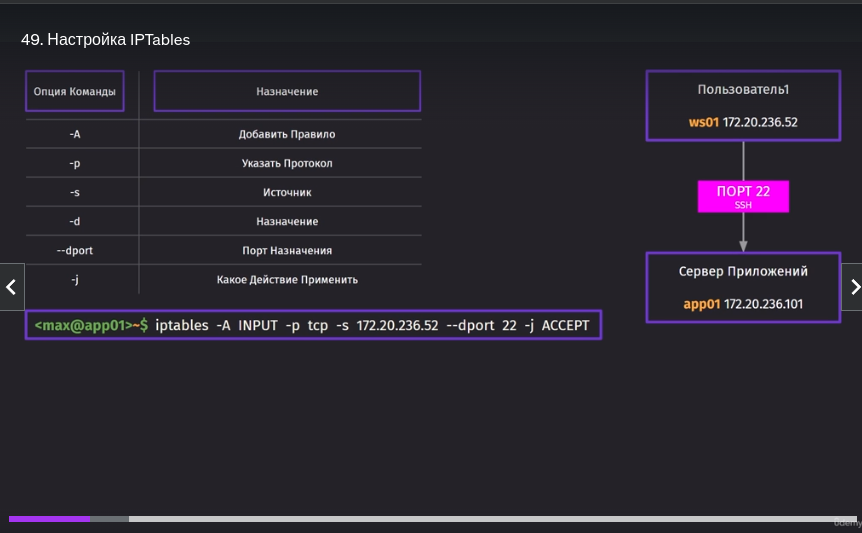 49. Настройка IPTables
Опция Команды Назначение
-A Добавить Правило
-p Указать Протокол
-s Источник
-d Назначение
--dport Порт Назначения
-j Какое Действие Применить
<max@app01>~$ iptables -A INPUT -p tcp -s 172.20.236.52 --dport 22 -j ACCEPT
Пользователь1
ws01 172.20.236.52
ПОРТ 22
SSH
Сервер Приложений
app01 172.20.236.101
Udemy